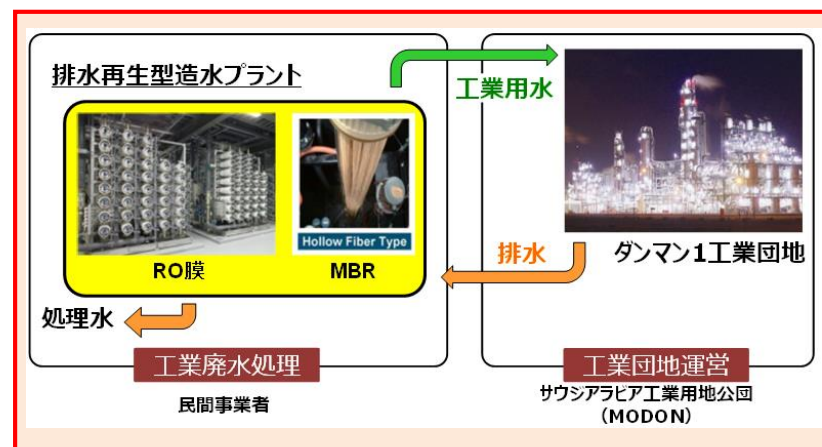 排水再生型造水プラント
RO膜
Hollow Fiber Type
MBR
処理水
工業廃水処理
民間事業者
工業用水
排水
ダンマン1工業団地
工業団地運営
サウジアラビア工業用地公団
(MODON)